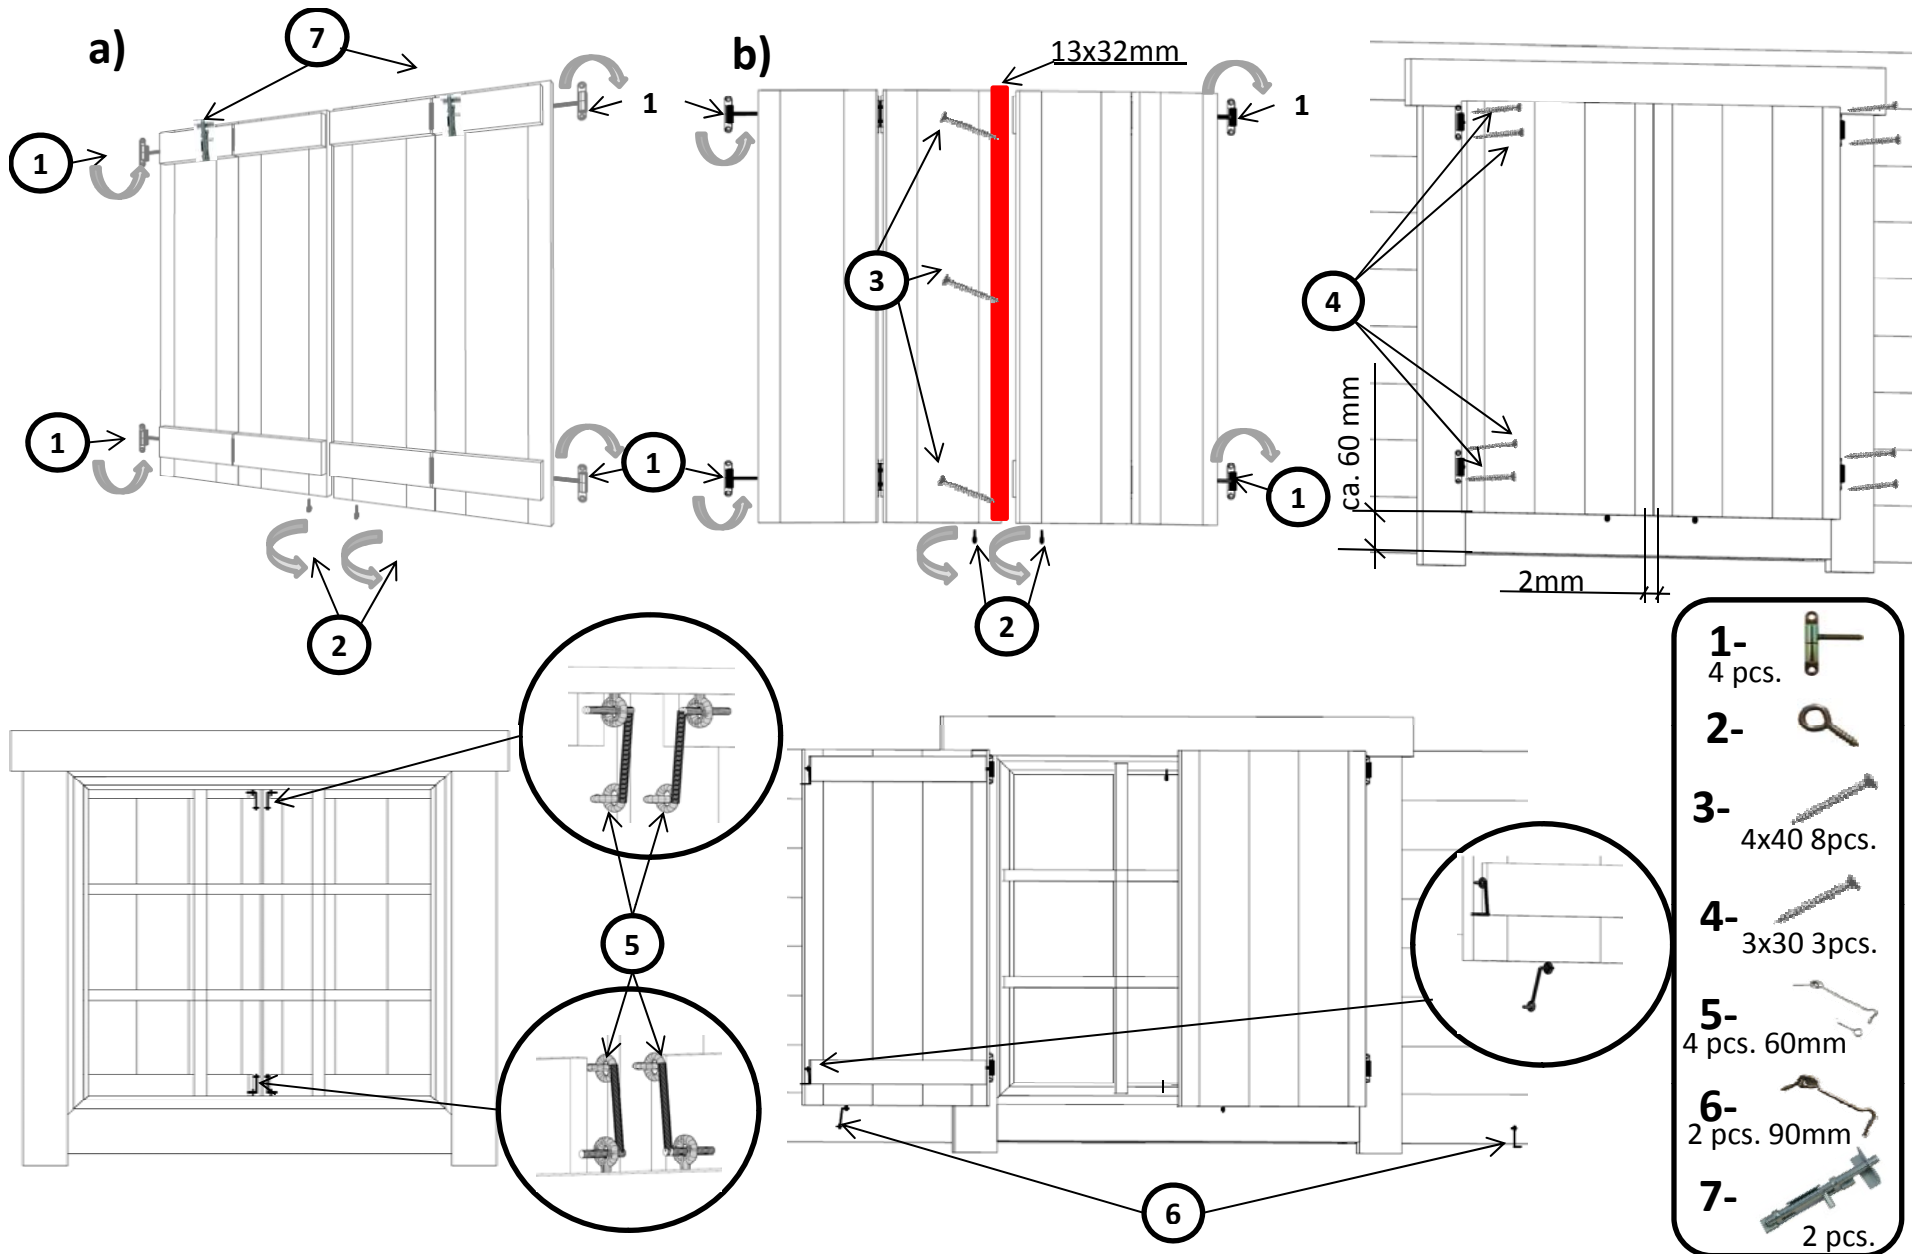 a)
7
1
1
1
1
2
b)
13x32mm
1
3
1
2
4
ca. 60 mm
2mm
5
6
1-
4 pcs.
2-
3-
4x40 8pcs.
4-
3x30 3pcs.
5-
4 pcs. 60mm
6-
2 pcs. 90mm
7-
2 pcs.